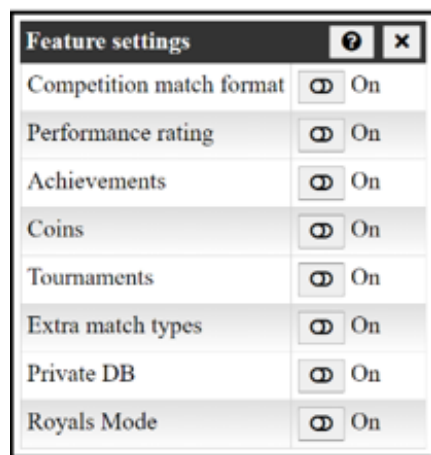 Feature settings
Competition match format On
Performance rating On
Achievements On
Coins On
Tournaments On
Extra match types On
Private DB On
Royals Mode On